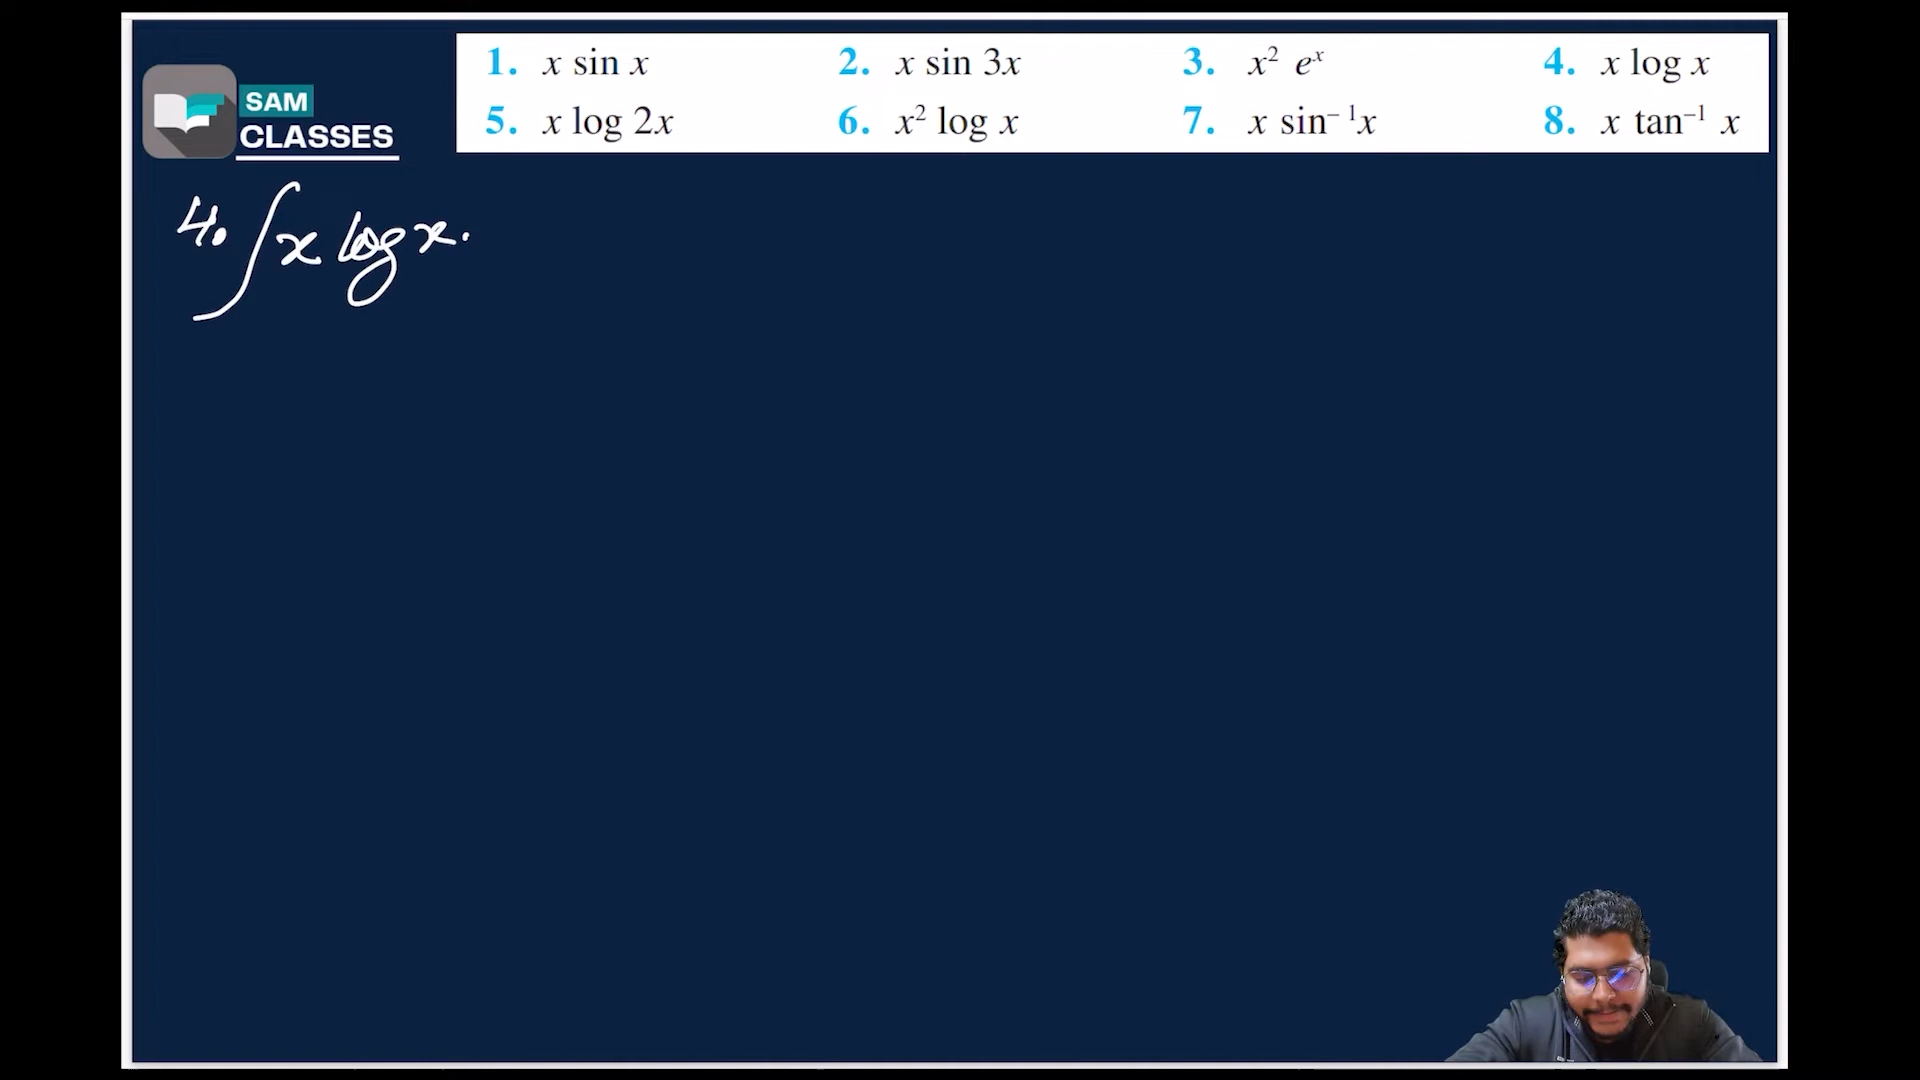 SAM
CLASSES
1. x sin x 2. x sin 3x 3. x² eˣ 4. x log x
5. x log 2x 6. x² log x 7. x sin⁻¹x 8. x tan⁻¹ x
4. ∫x log x.